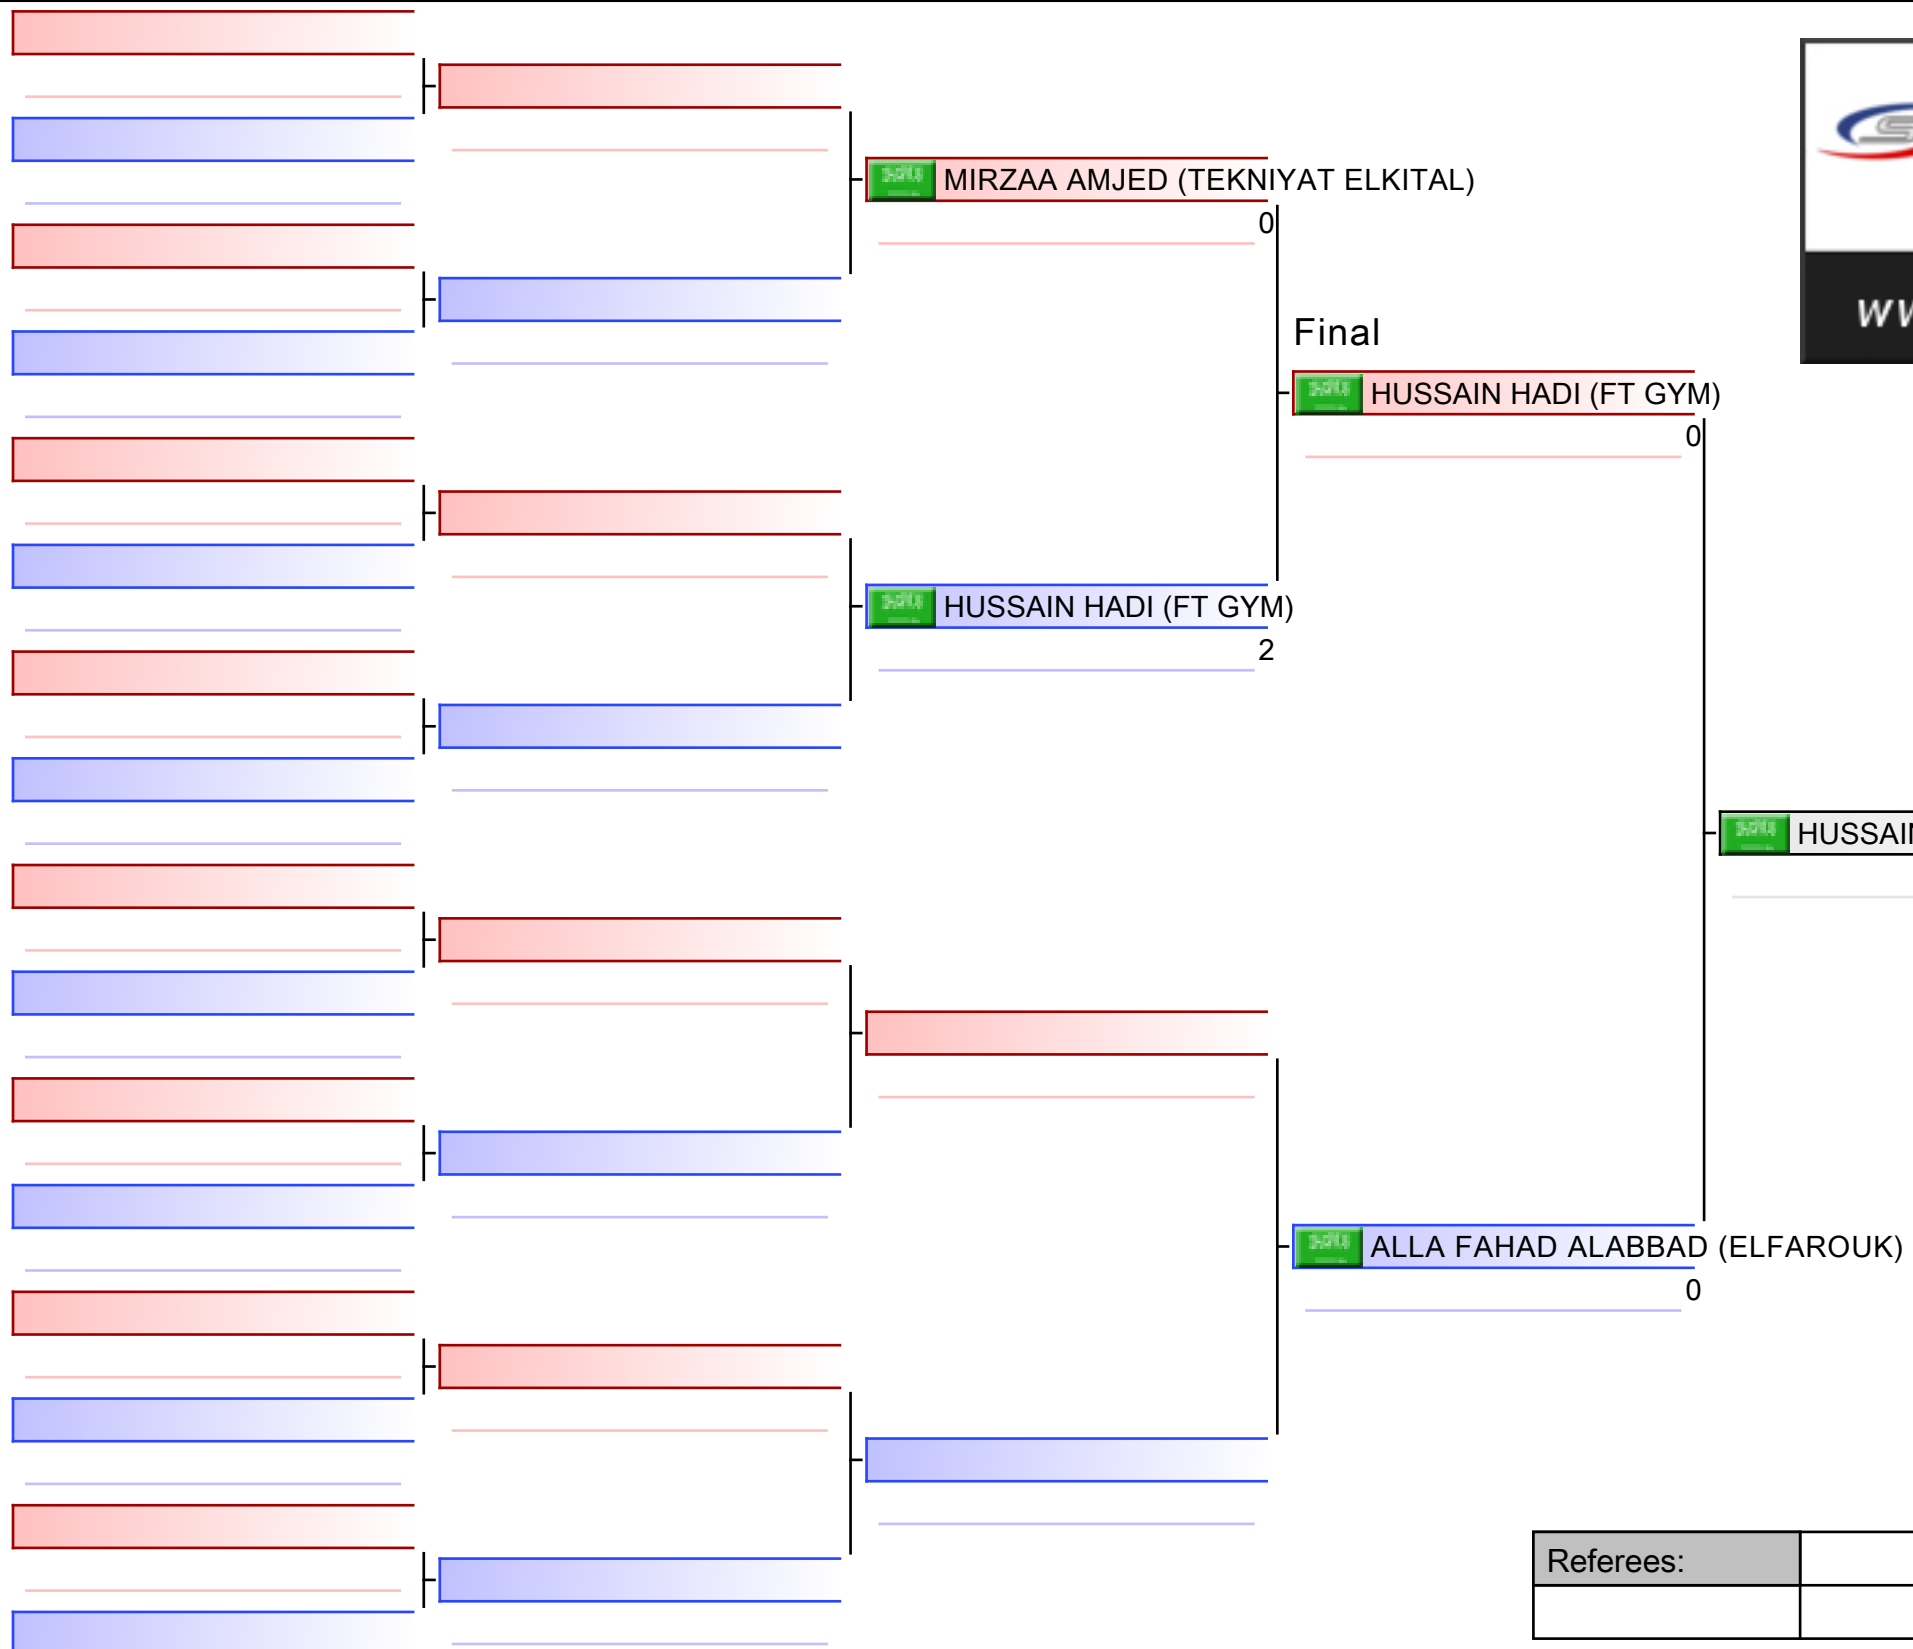 MIRZAA AMJED (TEKNIYAT ELKITAL)
0
Final
HUSSAIN HADI (FT GYM)
0
HUSSAIN HADI (FT GYM)
2
ALLA FAHAD ALABBAD (ELFAROUK)
0
Referees: